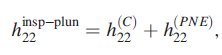 h_{22}^{insp-plun} = h_{22}^{(C)} + h_{22}^{(PNE)},